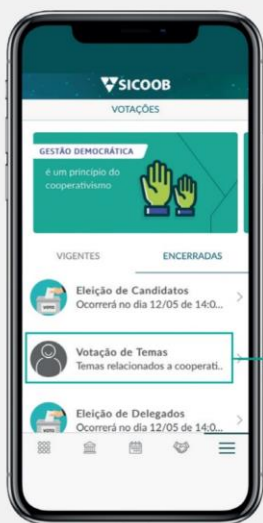 SICOOB
VOTAÇÕES
GESTÃO DEMOCRÁTICA
é um princípio do
cooperativismo
VIGENTES
ENCERRADAS
Eleição de Candidatos
Ocorrerá no dia 12/05 de 14:0...
Votação de Temas
Temas relacionados a cooperati..
Eleição de Delegados
Ocorrerá no dia 12/05 de 14:0...